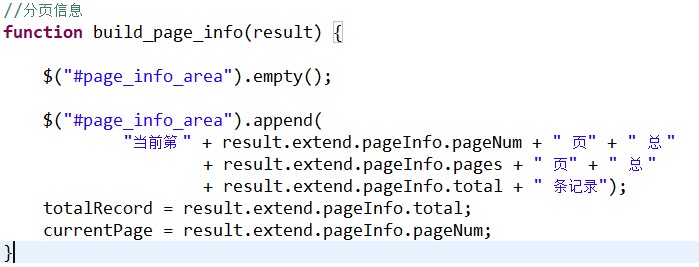 //分页信息
function build_page_info(result) {
$("#page_info_area").empty();
$("#page_info_area").append(
"当前第 " + result.extend.pageInfo.pageNum + " 页" + " 总 "
+ result.extend.pageInfo.pages + " 页" + " 总 "
+ result.extend.pageInfo.total + " 条记录");
totalRecord = result.extend.pageInfo.total;
currentPage = result.extend.pageInfo.pageNum;
}